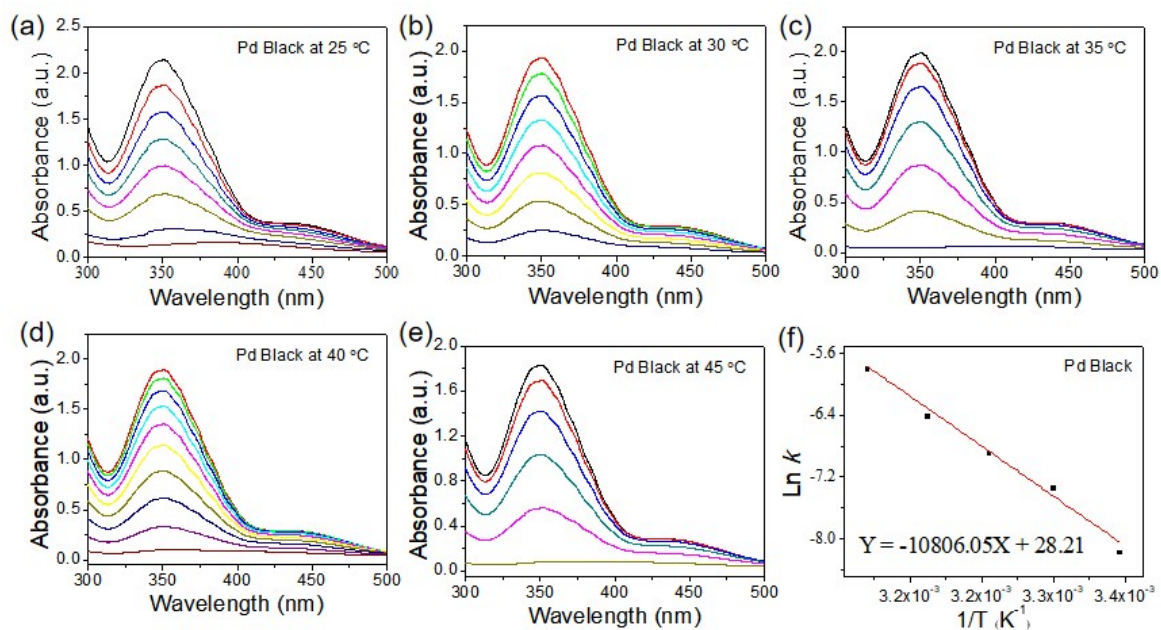 (a)
Pd Black at 25 °C
2.5
2.0
1.5
1.0
0.5
0.0
Absorbance (a.u.)
300 350 400 450 500
Wavelength (nm)
(b)
Pd Black at 30 °C
2.0
1.5
1.0
0.5
0.0
Absorbance (a.u.)
300 350 400 450 500
Wavelength (nm)
(c)
Pd Black at 35 °C
2.0
1.5
1.0
0.5
0.0
Absorbance (a.u.)
300 350 400 450 500
Wavelength (nm)
(d)
Pd Black at 40 °C
2.0
1.5
1.0
0.5
0.0
Absorbance (a.u.)
300 350 400 450 500
Wavelength (nm)
(e)
Pd Black at 45 °C
2.0
1.6
1.2
0.8
0.4
0.0
Absorbance (a.u.)
300 350 400 450 500
Wavelength (nm)
(f)
Pd Black
-5.6
-6.4
-7.2
-8.0
Ln k
Y = -10806.05X + 28.21
3.2x10⁻³ 3.2x10⁻³ 3.3x10⁻³ 3.4x10⁻³
1/T (K⁻¹)